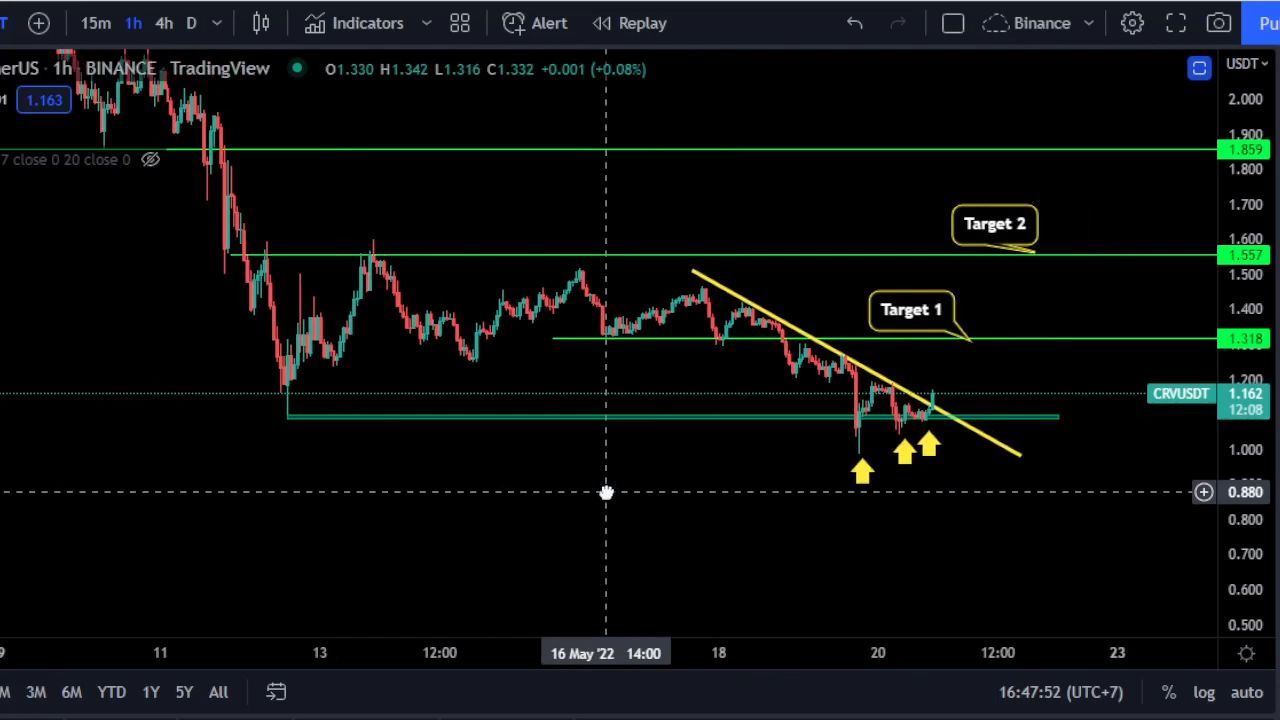 T 15m 1h 4h D Indicators Alert Replay Binance Pu
erUS · 1h · BINANCE · TradingView O1.330 H1.342 L1.316 C1.332 +0.001 (+0.08%) USDT
1.163
7 close 0 20 close 0
2.000
1.900
1.859
1.800
1.700
Target 2
1.600
1.557
1.500
Target 1
1.400
1.318
1.200
CRVUSDT 1.162
12:08
1.000
0.880
0.800
0.700
0.600
0.500
9 11 13 12:00 16 May '22 14:00 18 20 12:00 23
M 3M 6M YTD 1Y 5Y All 16:47:52 (UTC+7) % log auto